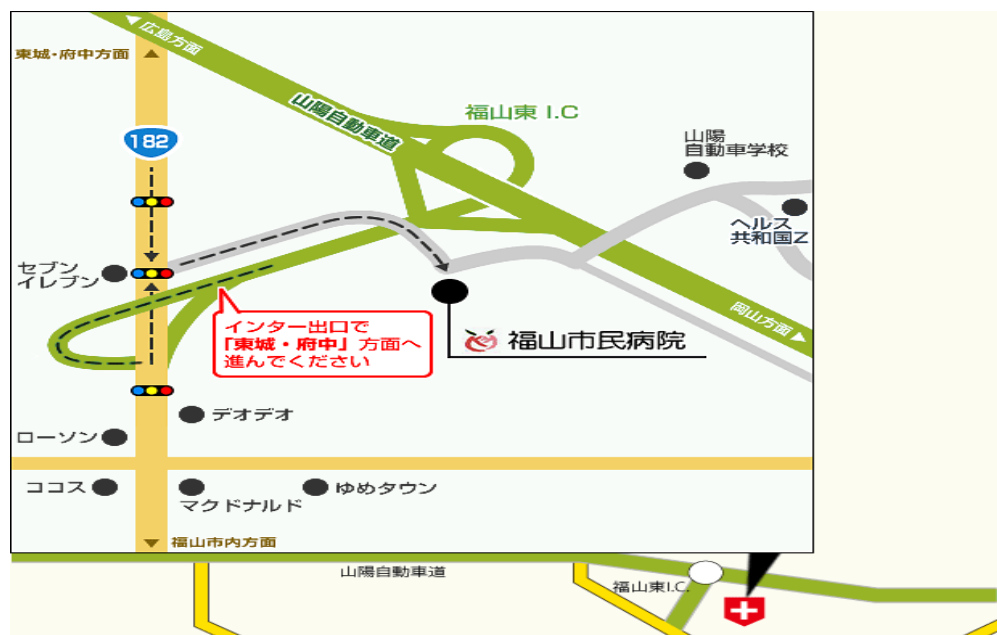 広島方面
東城・府中方面
山陽自動車道
福山東 I.C
182
山陽
自動車学校
ヘルス
共和国Z
セブン
イレブン
岡山方面
インター出口で
「東城・府中」方面へ
進んでください
福山市民病院
デオデオ
ローソン
ココス
マクドナルド
ゆめタウン
福山市内方面
山陽自動車道
福山東I.C.